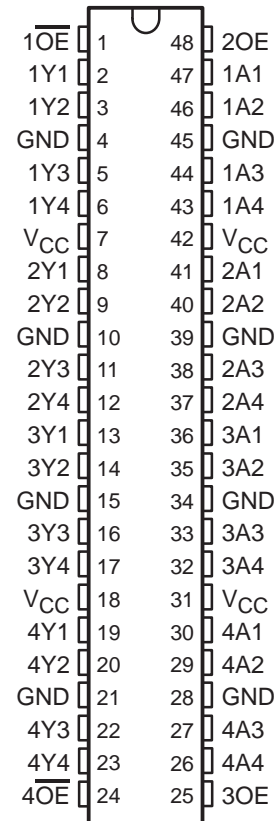 1O̅E̅ 1 48 2OE
1Y1 2 47 1A1
1Y2 3 46 1A2
GND 4 45 GND
1Y3 5 44 1A3
1Y4 6 43 1A4
VCC 7 42 VCC
2Y1 8 41 2A1
2Y2 9 40 2A2
GND 10 39 GND
2Y3 11 38 2A3
2Y4 12 37 2A4
3Y1 13 36 3A1
3Y2 14 35 3A2
GND 15 34 GND
3Y3 16 33 3A3
3Y4 17 32 3A4
VCC 18 31 VCC
4Y1 19 30 4A1
4Y2 20 29 4A2
GND 21 28 GND
4Y3 22 27 4A3
4Y4 23 26 4A4
4O̅E̅ 24 25 3OE